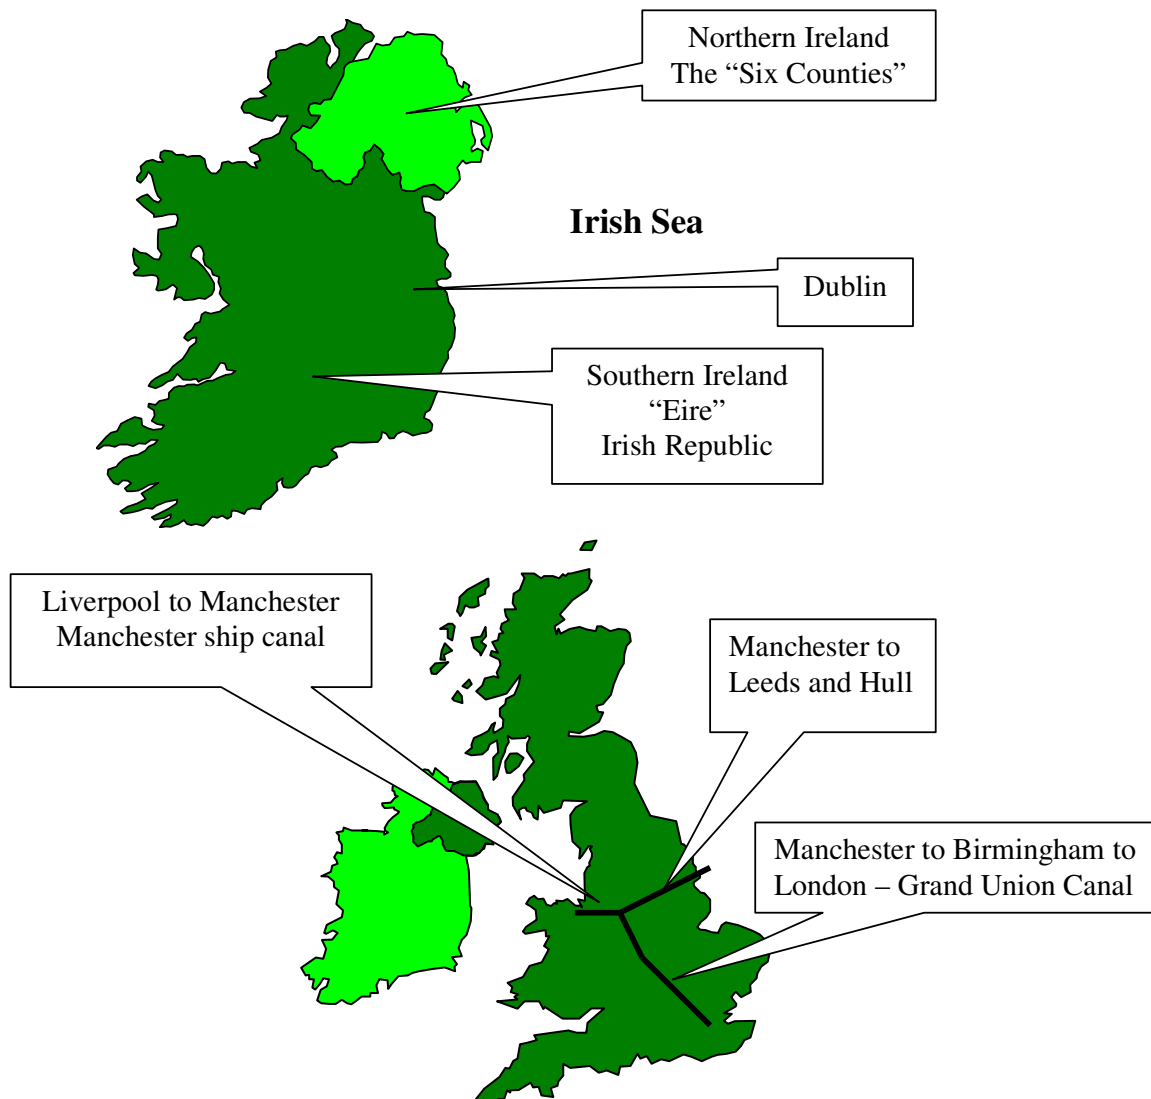 Northern Ireland
The “Six Counties”
Irish Sea
Dublin
Southern Ireland
“Eire”
Irish Republic
Liverpool to Manchester
Manchester ship canal
Manchester to
Leeds and Hull
Manchester to Birmingham to
London – Grand Union Canal